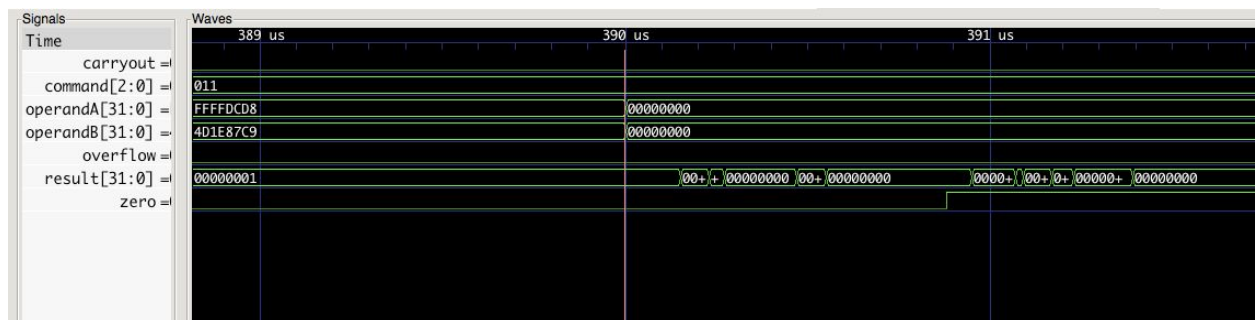 Signals
Waves
Time
389 us
390 us
391 us
carryout =
command[2:0] =
011
operandA[31:0] =
FFFFDCD8
00000000
operandB[31:0] =
4D1E87C9
00000000
overflow =
result[31:0] =
00000001
00+
+
00000000
00+
00000000
0000+
00+
0+
00000+
00000000
zero =